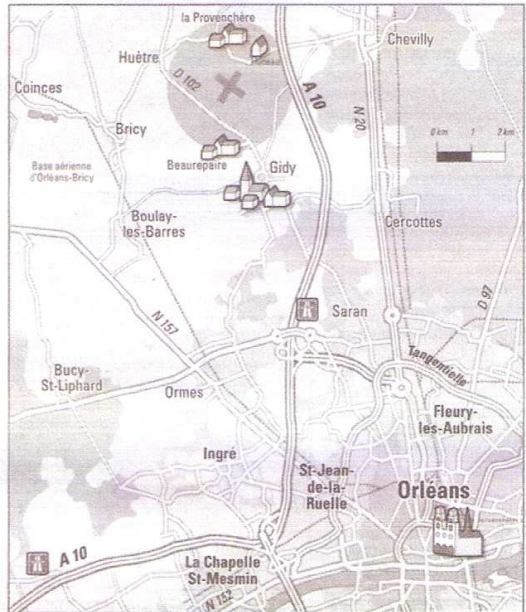 la Provenchère
Chevilly
Huêtre
D 102
A 10
N 20
Coinces
Bricy
0 km 1 2 km
Base aérienne
d'Orléans-Bricy
Beaurepaire
Gidy
Boulay-
les-Barres
Cercottes
N 157
Saran
D 97
Tangentielle
Bucy-
St-Liphard
Ormes
Fleury-
les-Aubrais
Ingré
St-Jean-
de-la-
Ruelle
Orléans
A 10
La Chapelle
St-Mesmin
N 152